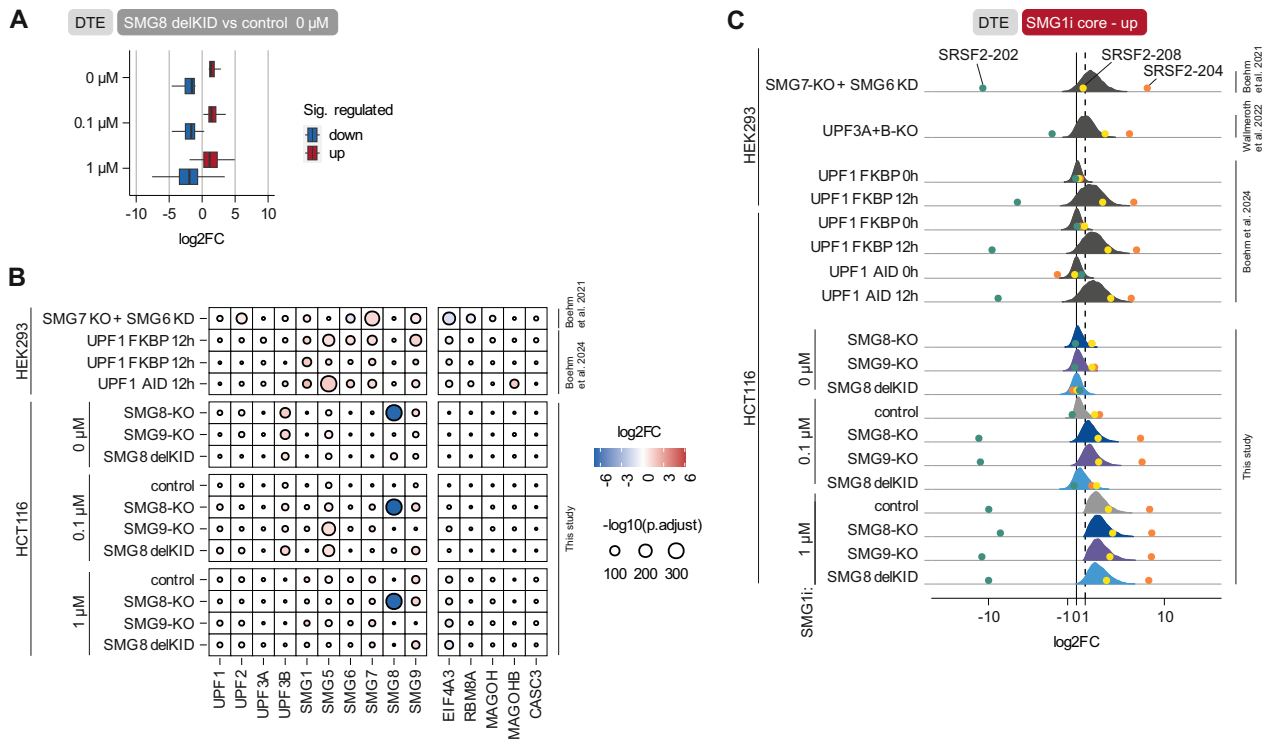 A
DTE SMG8 delKID vs control 0 µM
0 µM
0.1 µM
1 µM
-10 -5 0 5 10
log2FC
Sig. regulated
down
up
B
HEK293
SMG7 KO + SMG6 KD
UPF1 FKBP 12h
UPF1 FKBP 12h
UPF1 AID 12h
Boehm et al. 2021
Boehm et al. 2024
HCT116
0 µM
SMG8-KO
SMG9-KO
SMG8 delKID
0.1 µM
control
SMG8-KO
SMG9-KO
SMG8 delKID
1 µM
control
SMG8-KO
SMG9-KO
SMG8 delKID
This study
UPF1 UPF2 UPF3A UPF3B SMG1 SMG5 SMG6 SMG7 SMG8 SMG9 EIF4A3 RBM8A MAGOH MAGOHB CASC3
log2FC
-6 -3 0 3 6
-log10(p.adjust)
100 200 300
C
DTE SMG1i core - up
SRSF2-202 SRSF2-208
SRSF2-204
HEK293
SMG7-KO + SMG6 KD
UPF3A+B-KO
UPF1 FKBP 0h
UPF1 FKBP 12h
HCT116
UPF1 FKBP 0h
UPF1 FKBP 12h
UPF1 AID 0h
UPF1 AID 12h
Boehm et al. 2021
Wallmeroth et al. 2022
Boehm et al. 2024
0 µM
SMG8-KO
SMG9-KO
SMG8 delKID
0.1 µM
control
SMG8-KO
SMG9-KO
SMG8 delKID
1 µM
control
SMG8-KO
SMG9-KO
SMG8 delKID
SMG1i:
This study
-10 -1 0 1 10
log2FC